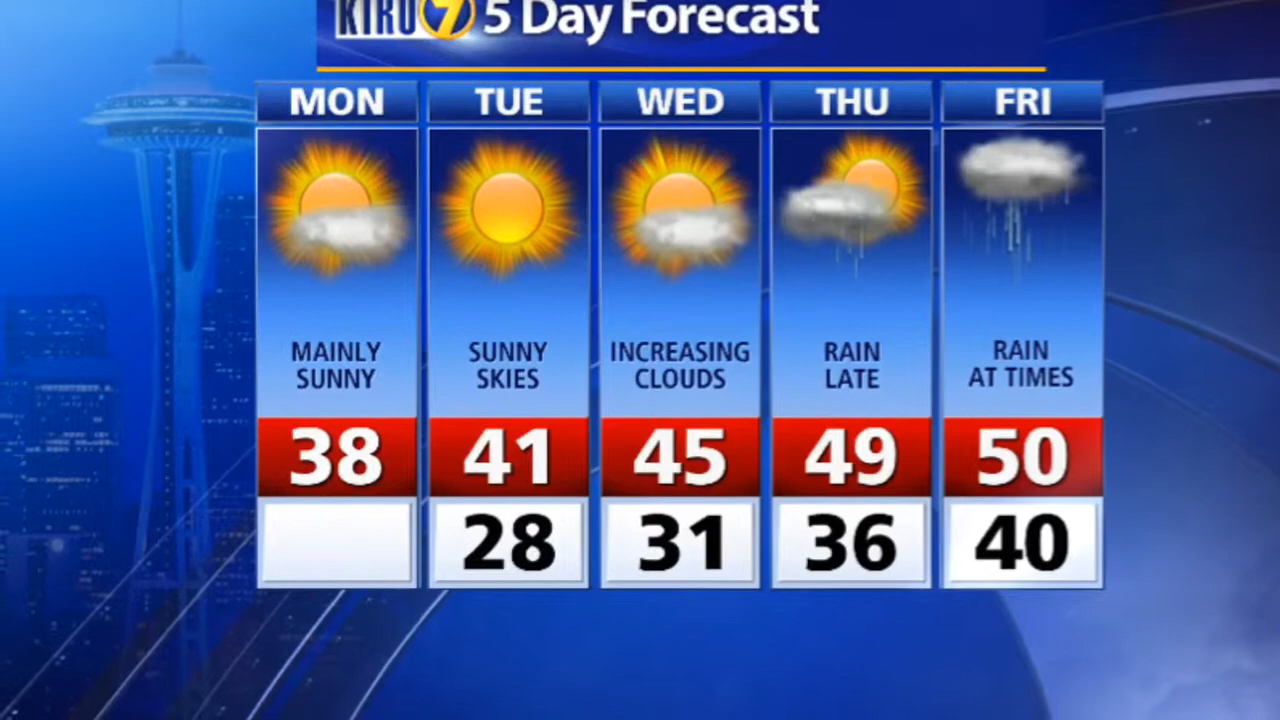 KIRO 7 5 Day Forecast
MON TUE WED THU FRI
MAINLY SUNNY
SUNNY SKIES
INCREASING CLOUDS
RAIN LATE
RAIN AT TIMES
38 41 45 49 50
28 31 36 40